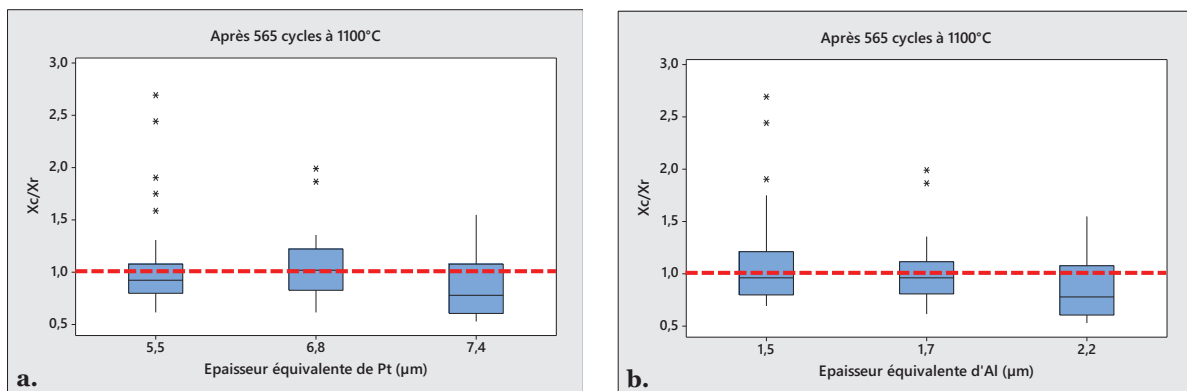 Après 565 cycles à 1100°C
3,0
2,5
2,0
1,5
1,0
0,5
Xc/Xr
5,5 6,8 7,4
Epaisseur équivalente de Pt (µm)
a.
Après 565 cycles à 1100°C
3,0
2,5
2,0
1,5
1,0
0,5
Xc/Xr
1,5 1,7 2,2
Epaisseur équivalente d'Al (µm)
b.